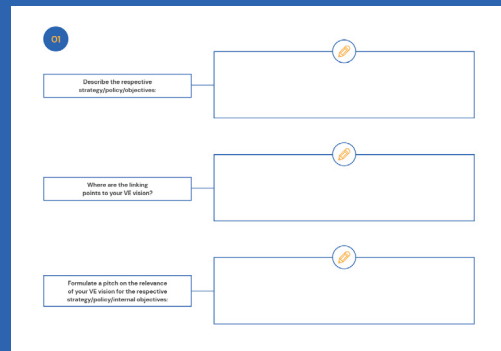 01
Describe the respective
strategy/policy/objectives:
Where are the linking
points to your VE vision?
Formulate a pitch on the relevance
of your VE vision for the respective
strategy/policy/internal objectives: